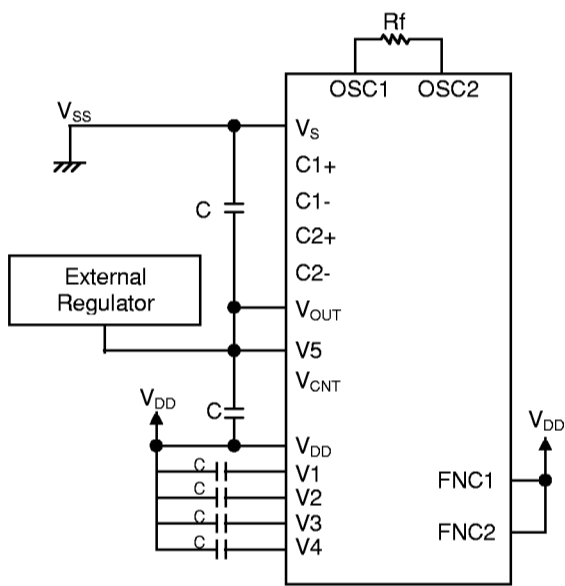 Rf
OSC1 OSC2
VSS
VS
C1+
C1-
C
C2+
C2-
External
Regulator
VOUT
V5
VCNT
VDD
C
VDD
VDD
C V1
C V2
C V3
C V4
FNC1
FNC2